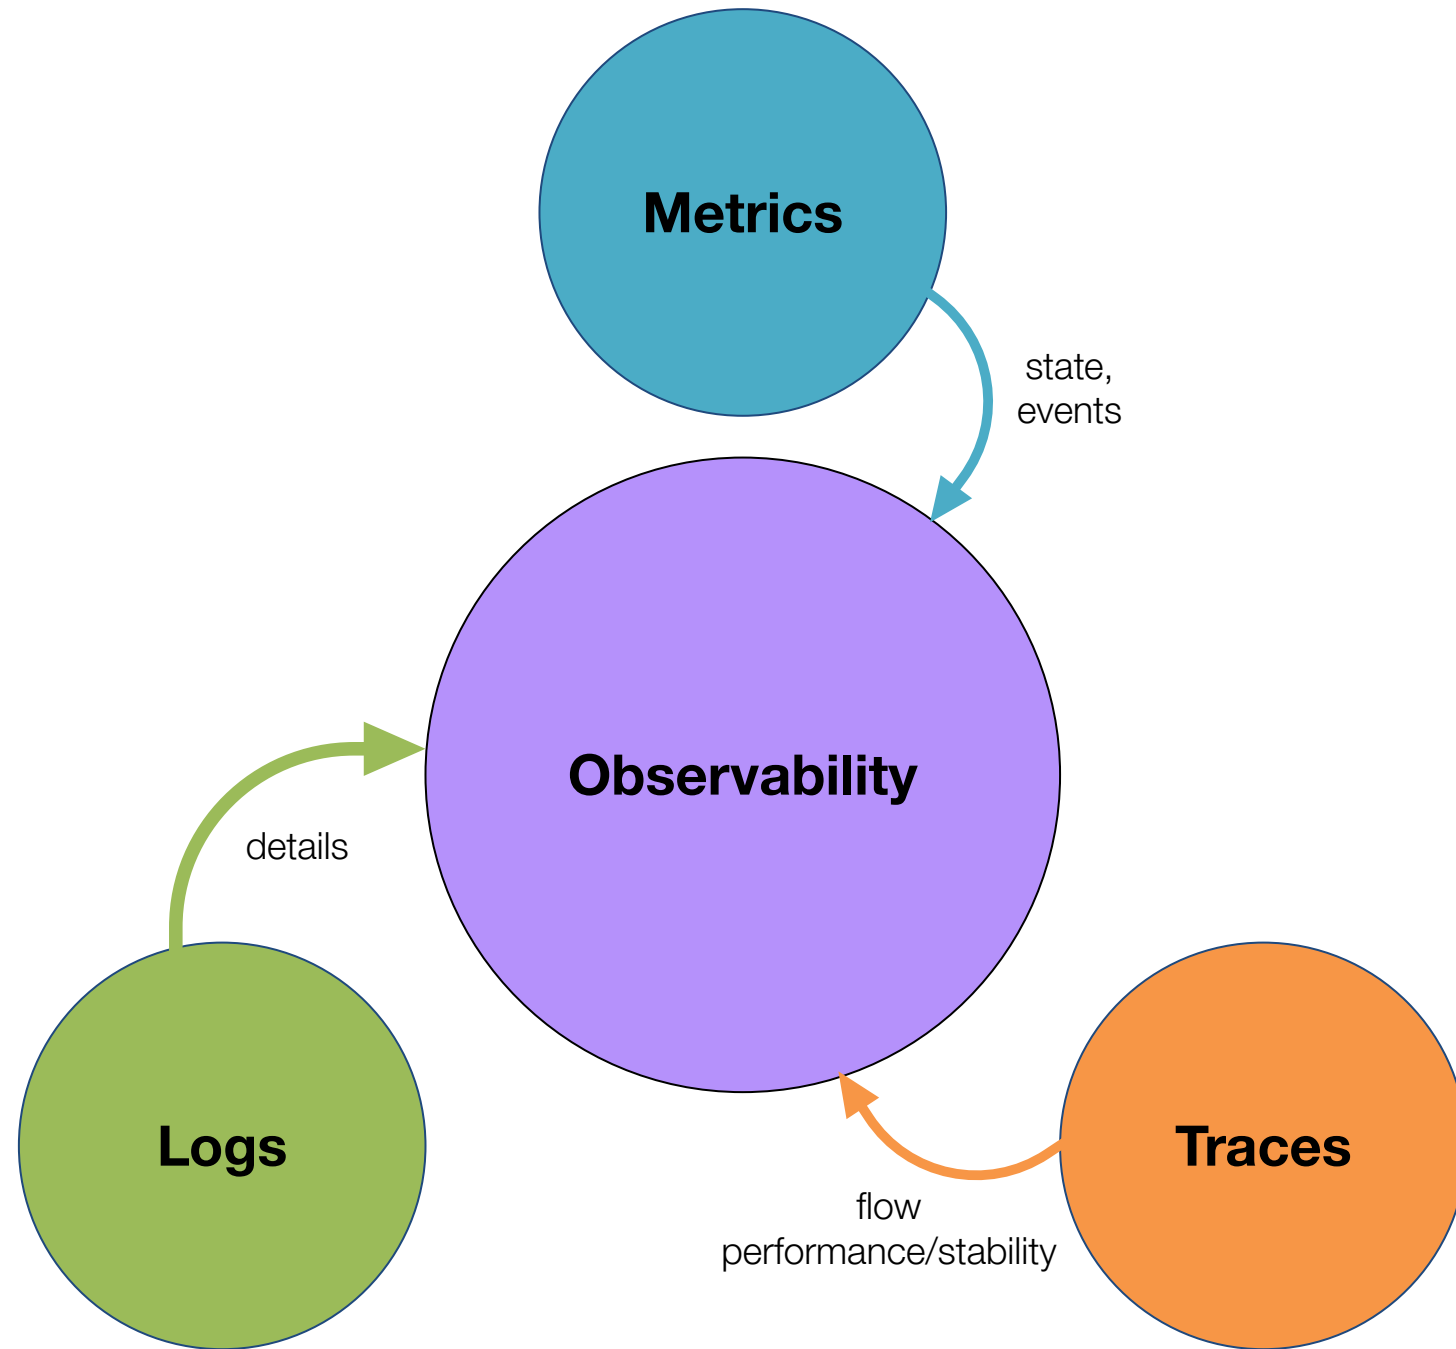 Metrics
state,
events
Observability
details
Logs
Traces
flow
performance/stability